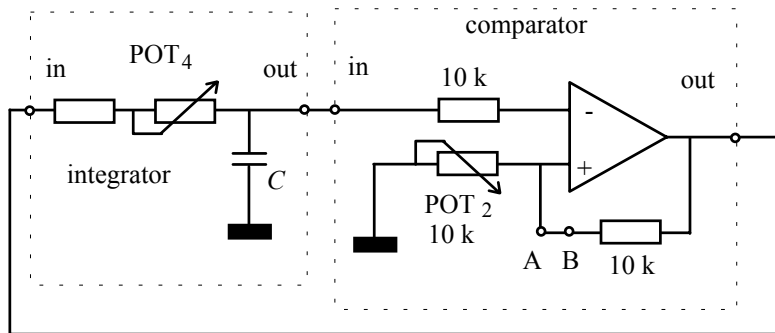 comparator
in
POT4
out
in
10 k
out
-
+
integrator
C
POT 2
10 k
A
B
10 k